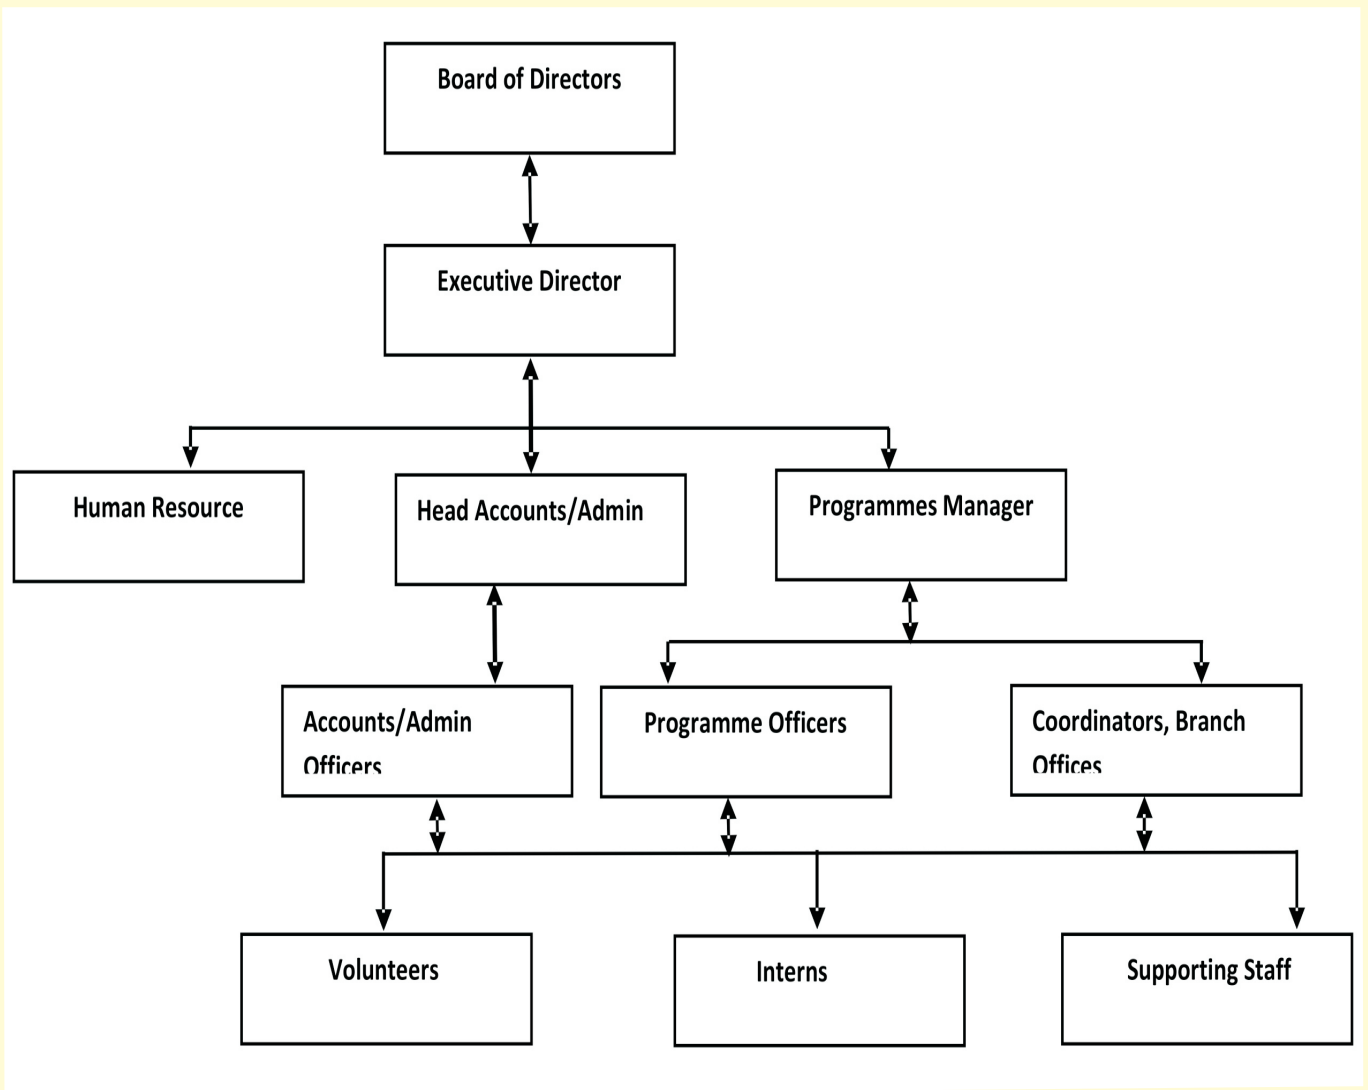 Board of Directors
Executive Director
Human Resource
Head Accounts/Admin
Programmes Manager
Accounts/Admin
Officers
Programme Officers
Coordinators, Branch
Offices
Volunteers
Interns
Supporting Staff